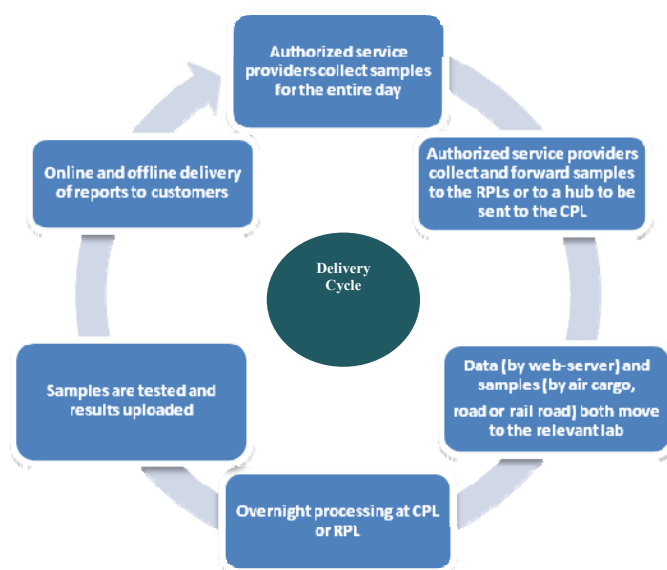 Authorized service
providers collect samples
for the entire day
Authorized service providers
collect and forward samples
to the RPLs or to a hub to be
sent to the CPL
Data (by web-server) and
samples (by air cargo,
road or rail road) both move
to the relevant lab
Overnight processing at CPL
or RPL
Samples are tested and
results uploaded
Online and offline delivery
of reports to customers
Delivery
Cycle